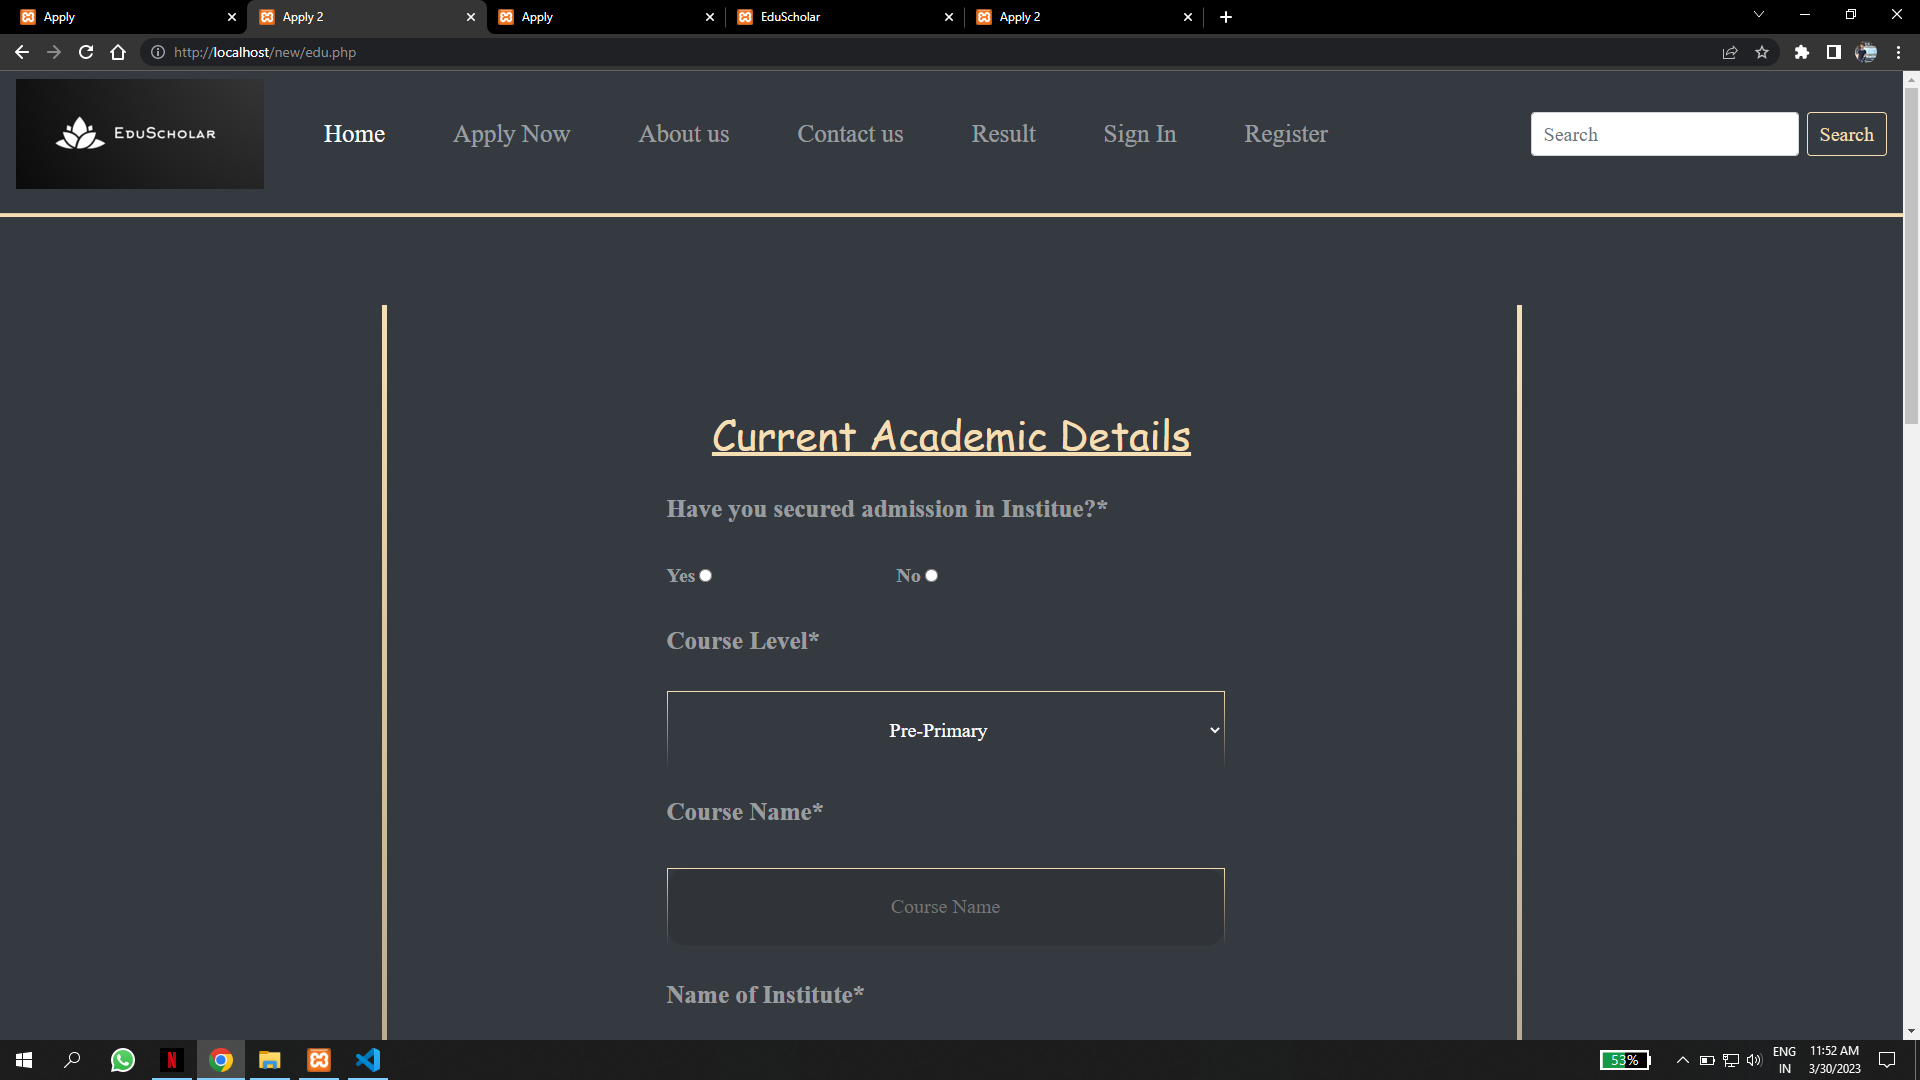 Apply
Apply 2
Apply
EduScholar
Apply 2
http://localhost/new/edu.php
EduScholar
Home
Apply Now
About us
Contact us
Result
Sign In
Register
Search
Search
Current Academic Details
Have you secured admission in Institue?*
Yes
No
Course Level*
Pre-Primary
Course Name*
Course Name
Name of Institute*
N
53%
ENG
IN
11:52 AM
3/30/2023